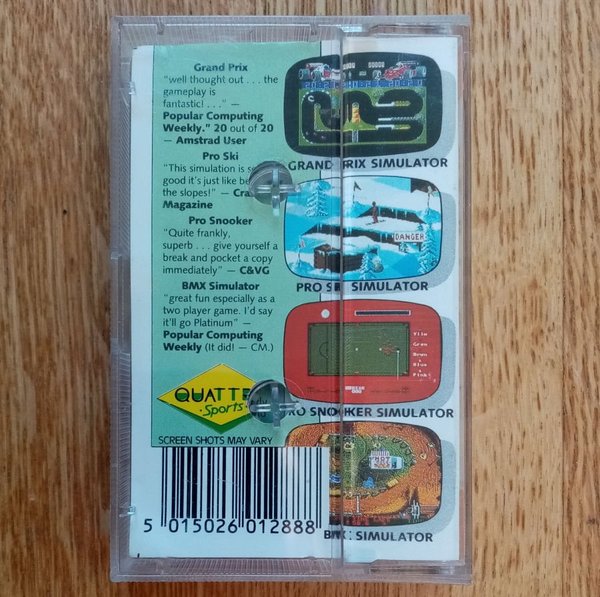 Grand Prix
“well thought out . . . the
gameplay is
fantastic! . . .” —
Popular Computing
Weekly.” 20 out of 20
— Amstrad User
Pro Ski
“This simulation is
good it's just like
the slopes!” —
Magazine
Pro Snooker
“Quite frankly,
superb . . . give yourself a
break and pocket a copy
immediately” — C&VG
BMX Simulator
“great fun especially as a
two player game. I'd say
it'll go Platinum” —
Popular Computing
Weekly (It did! — CM.)
QUATT
Sports
SCREEN SHOTS MAY VARY
5 015026 012888
GRAND PRIX SIMULATOR
DANGER
PRO SKI SIMULATOR
PRO SNOOKER SIMULATOR
BMX SIMULATOR